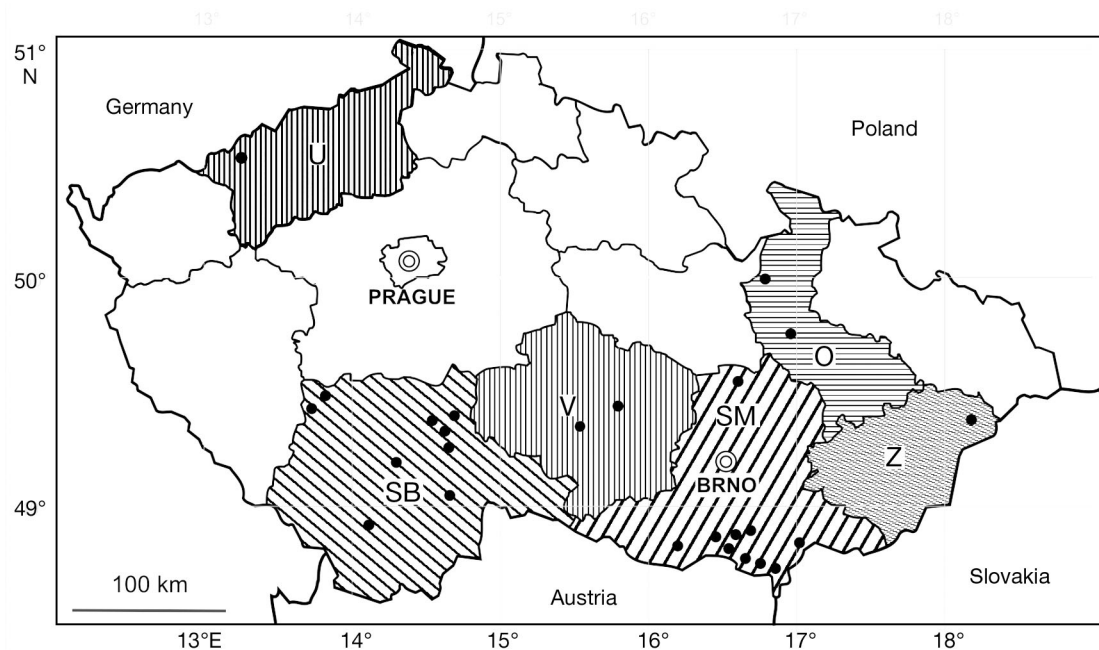 13° 14° 15° 16° 17° 18°
51°
N
Germany
Poland
U
50°
PRAGUE
O
V
SM
Z
SB
BRNO
49°
100 km
Austria
Slovakia
13°E 14° 15° 16° 17° 18°